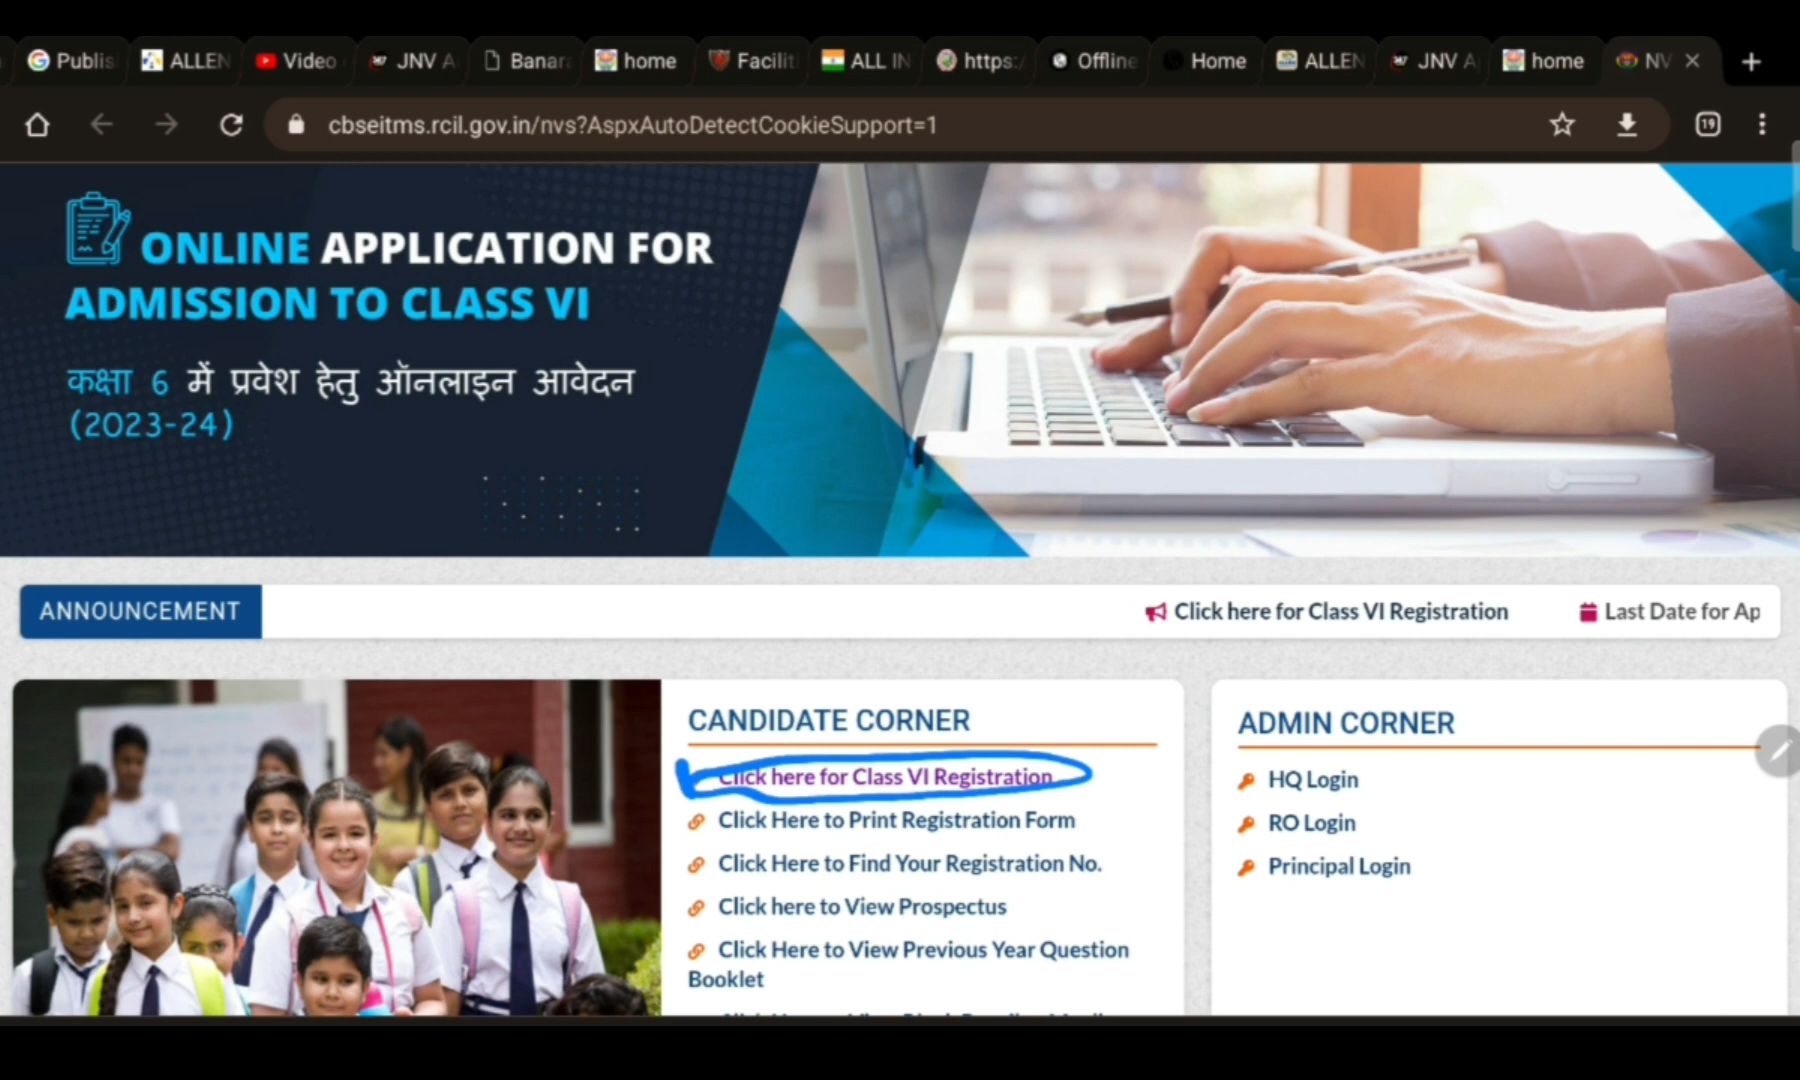 Publis
ALLEN
Video
JNV A
Banar
home
Facilit
ALL IN
https:/
Offline
Home
ALLEN
JNV A
home
NV
cbseitms.rcil.gov.in/nvs?AspxAutoDetectCookieSupport=1
19
ONLINE APPLICATION FOR
ADMISSION TO CLASS VI
कक्षा 6 में प्रवेश हेतु ऑनलाइन आवेदन
(2023-24)
ANNOUNCEMENT
Click here for Class VI Registration
Last Date for Ap
CANDIDATE CORNER
Click here for Class VI Registration
Click Here to Print Registration Form
Click Here to Find Your Registration No.
Click here to View Prospectus
Click Here to View Previous Year Question
Booklet
ADMIN CORNER
HQ Login
RO Login
Principal Login